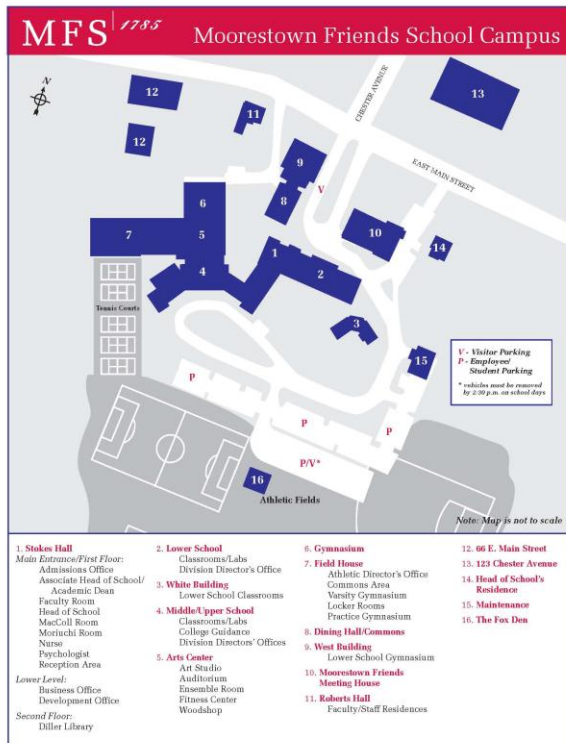 MFS 1785
Moorestown Friends School Campus
N
12
12
11
13
CHESTER AVENUE
EAST MAIN STREET
9
V
8
6
7
5
10
14
1
2
4
3
Tennis Courts
15
V - Visitor Parking
P - Employee/
Student Parking
* vehicles must be removed
by 2:30 p.m. on school days
P
P
P
P/V*
16
Athletic Fields
Note: Map is not to scale
1. Stokes Hall
Main Entrance/First Floor:
Admissions Office
Associate Head of School/
Academic Dean
Faculty Room
Head of School
MacColl Room
Moriuchi Room
Nurse
Psychologist
Reception Area
Lower Level:
Business Office
Development Office
Second Floor:
Diller Library
2. Lower School
Classrooms/Labs
Division Director's Office
3. White Building
Lower School Classrooms
4. Middle/Upper School
Classrooms/Labs
College Guidance
Division Directors' Offices
5. Arts Center
Art Studio
Auditorium
Ensemble Room
Fitness Center
Woodshop
6. Gymnasium
7. Field House
Athletic Director's Office
Commons Area
Varsity Gymnasium
Locker Rooms
Practice Gymnasium
8. Dining Hall/Commons
9. West Building
Lower School Gymnasium
10. Moorestown Friends
Meeting House
11. Roberts Hall
Faculty/Staff Residences
12. 66 E. Main Street
13. 123 Chester Avenue
14. Head of School's
Residence
15. Maintenance
16. The Fox Den